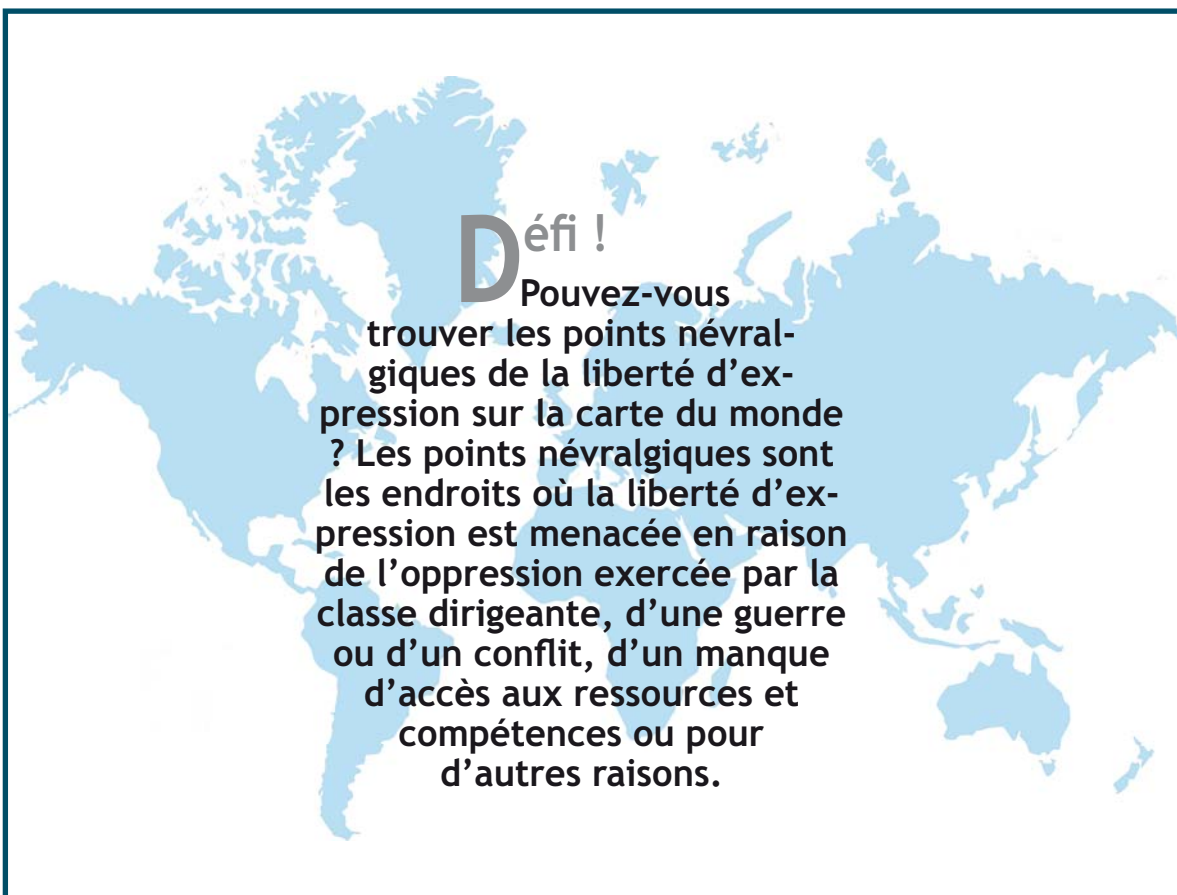 Défi !
Pouvez-vous
trouver les points névral-
giques de la liberté d’ex-
pression sur la carte du monde
? Les points névralgiques sont
les endroits où la liberté d’ex-
pression est menacée en raison
de l’oppression exercée par la
classe dirigeante, d’une guerre
ou d’un conflit, d’un manque
d’accès aux ressources et
compétences ou pour
d’autres raisons.